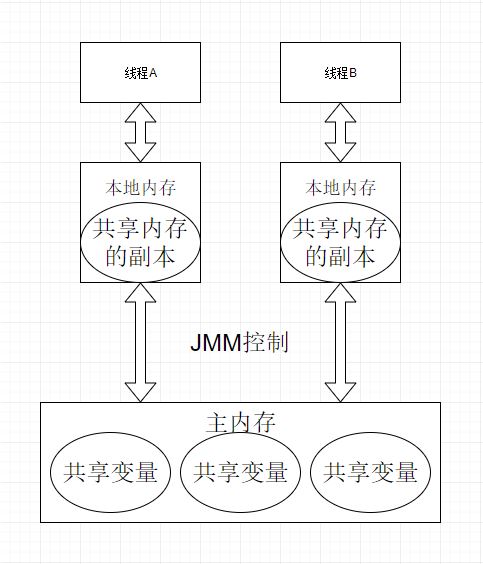 线程A
线程B
本地内存
本地内存
共享内存
的副本
共享内存
的副本
JMM控制
主内存
共享变量
共享变量
共享变量